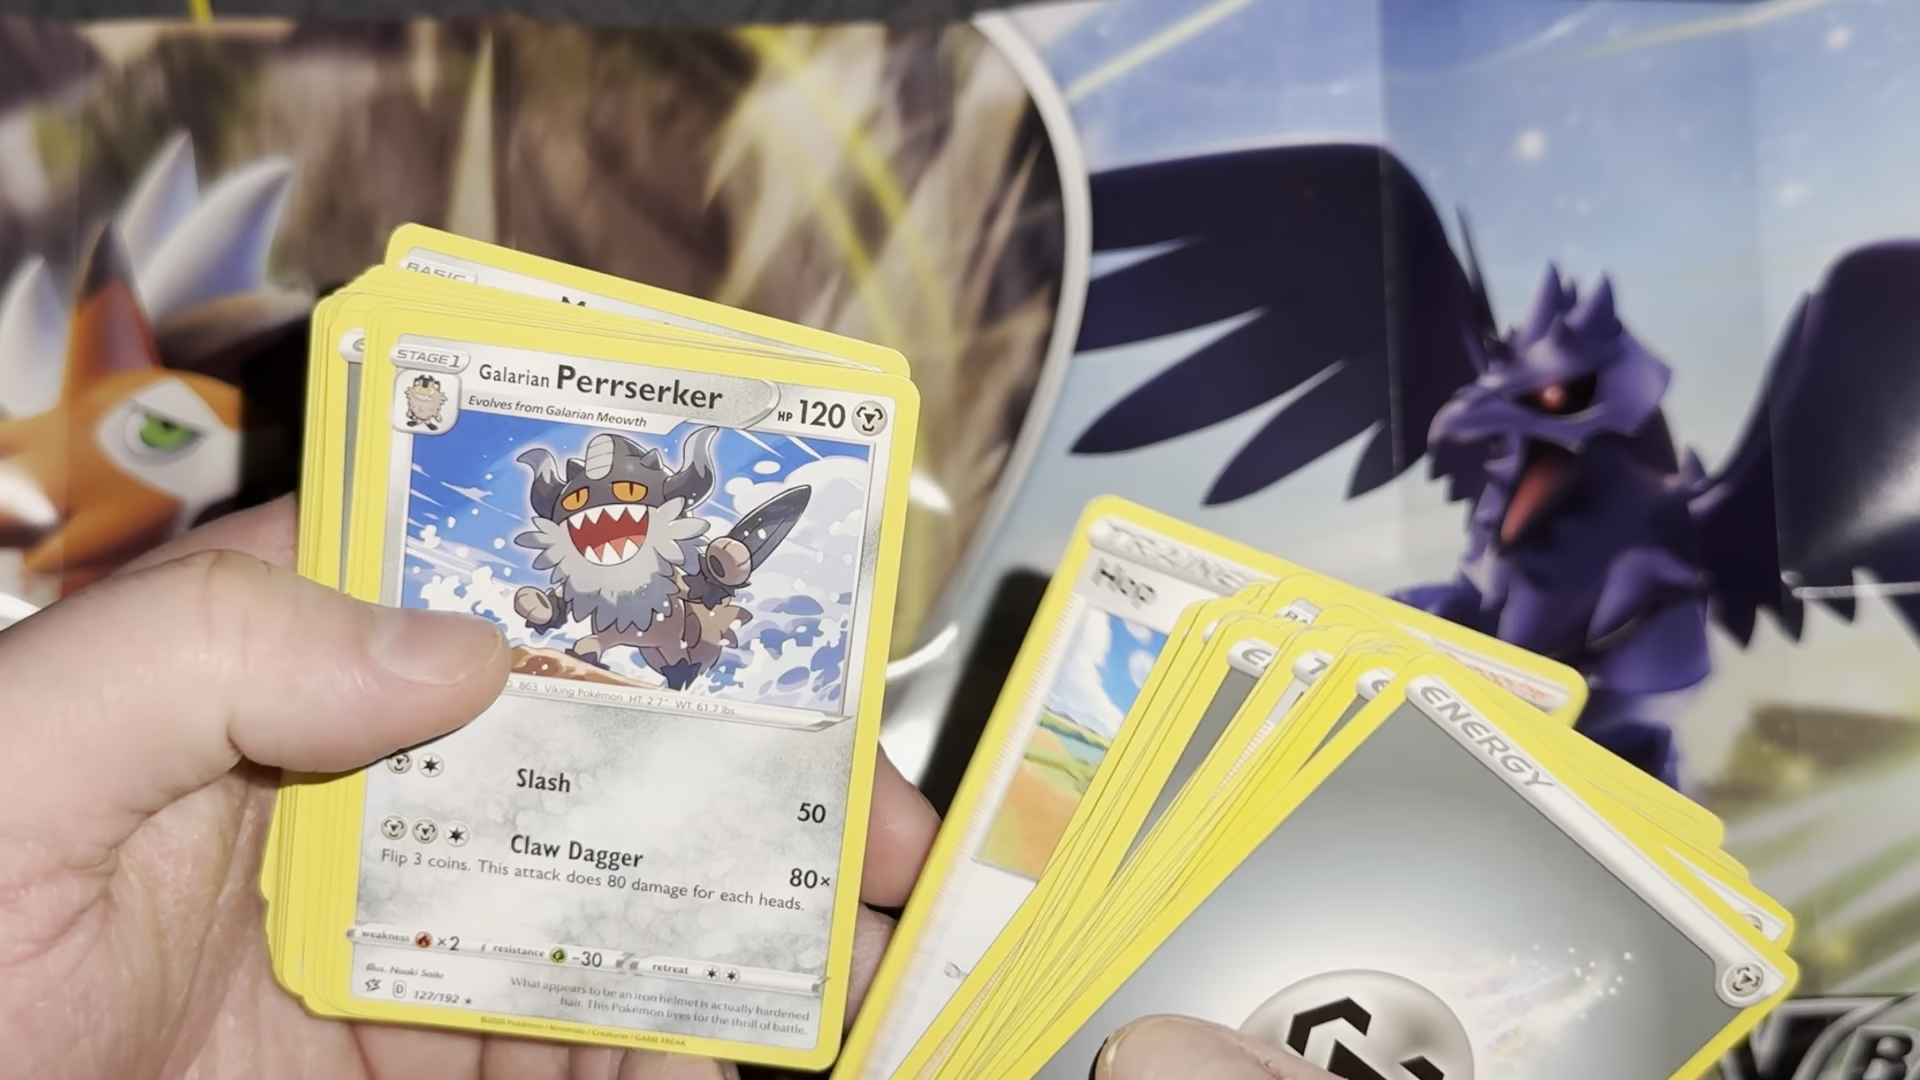 BASIC
STAGE 1
Galarian Perrserker
HP 120
Evolves from Galarian Meowth
863 Viking Pokémon HT: 2'7" WT: 61.7 lbs.
Slash
50
Claw Dagger
80×
Flip 3 coins. This attack does 80 damage for each heads.
weakness ×2 resistance -30 retreat
Illus. Naoki Saito
D 127/192 ★
What appears to be an iron helmet is actually hardened
hair. This Pokémon lives for the thrill of battle.
©2020 Pokémon / Nintendo / Creatures / GAME FREAK
TRAINE
Hop
ENERGY
V B